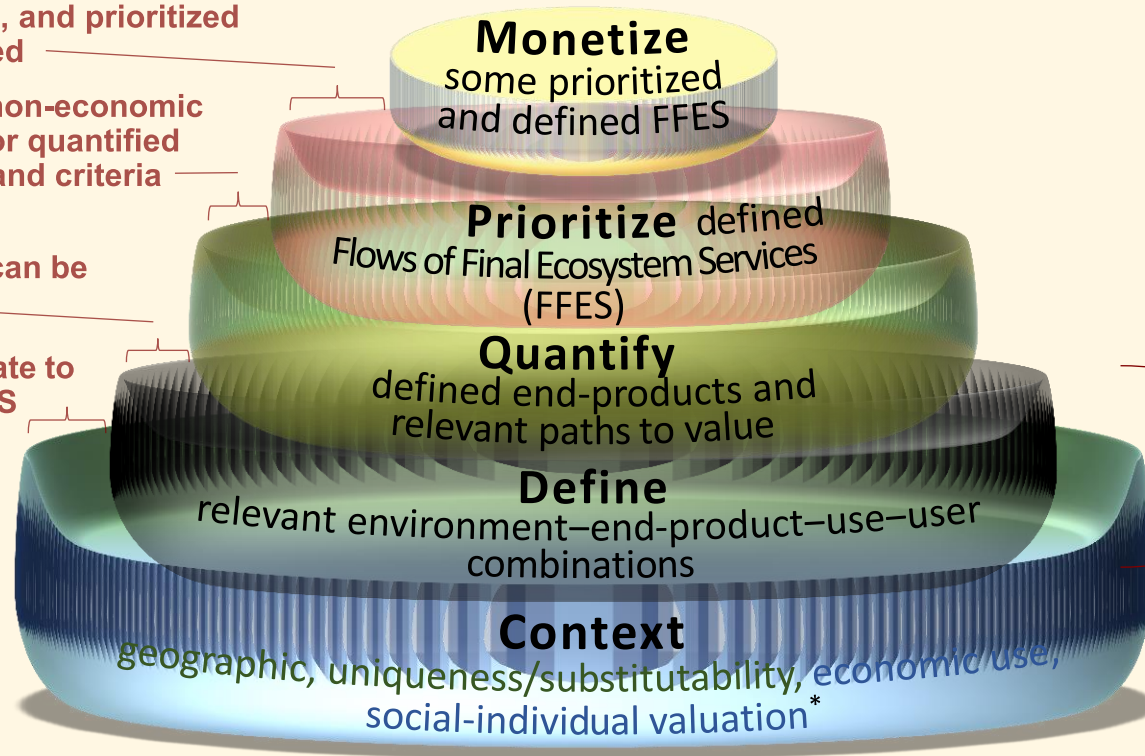 , and prioritized
ed
non-economic
or quantified
and criteria
can be
ate to
S
Monetize
some prioritized
and defined FFES
Prioritize defined
Flows of Final Ecosystem Services
(FFES)
Quantify
defined end-products and
relevant paths to value
Define
relevant environment–end-product–use–user
combinations
Context
geographic, uniqueness/substitutability, economic use,
social-individual valuation*